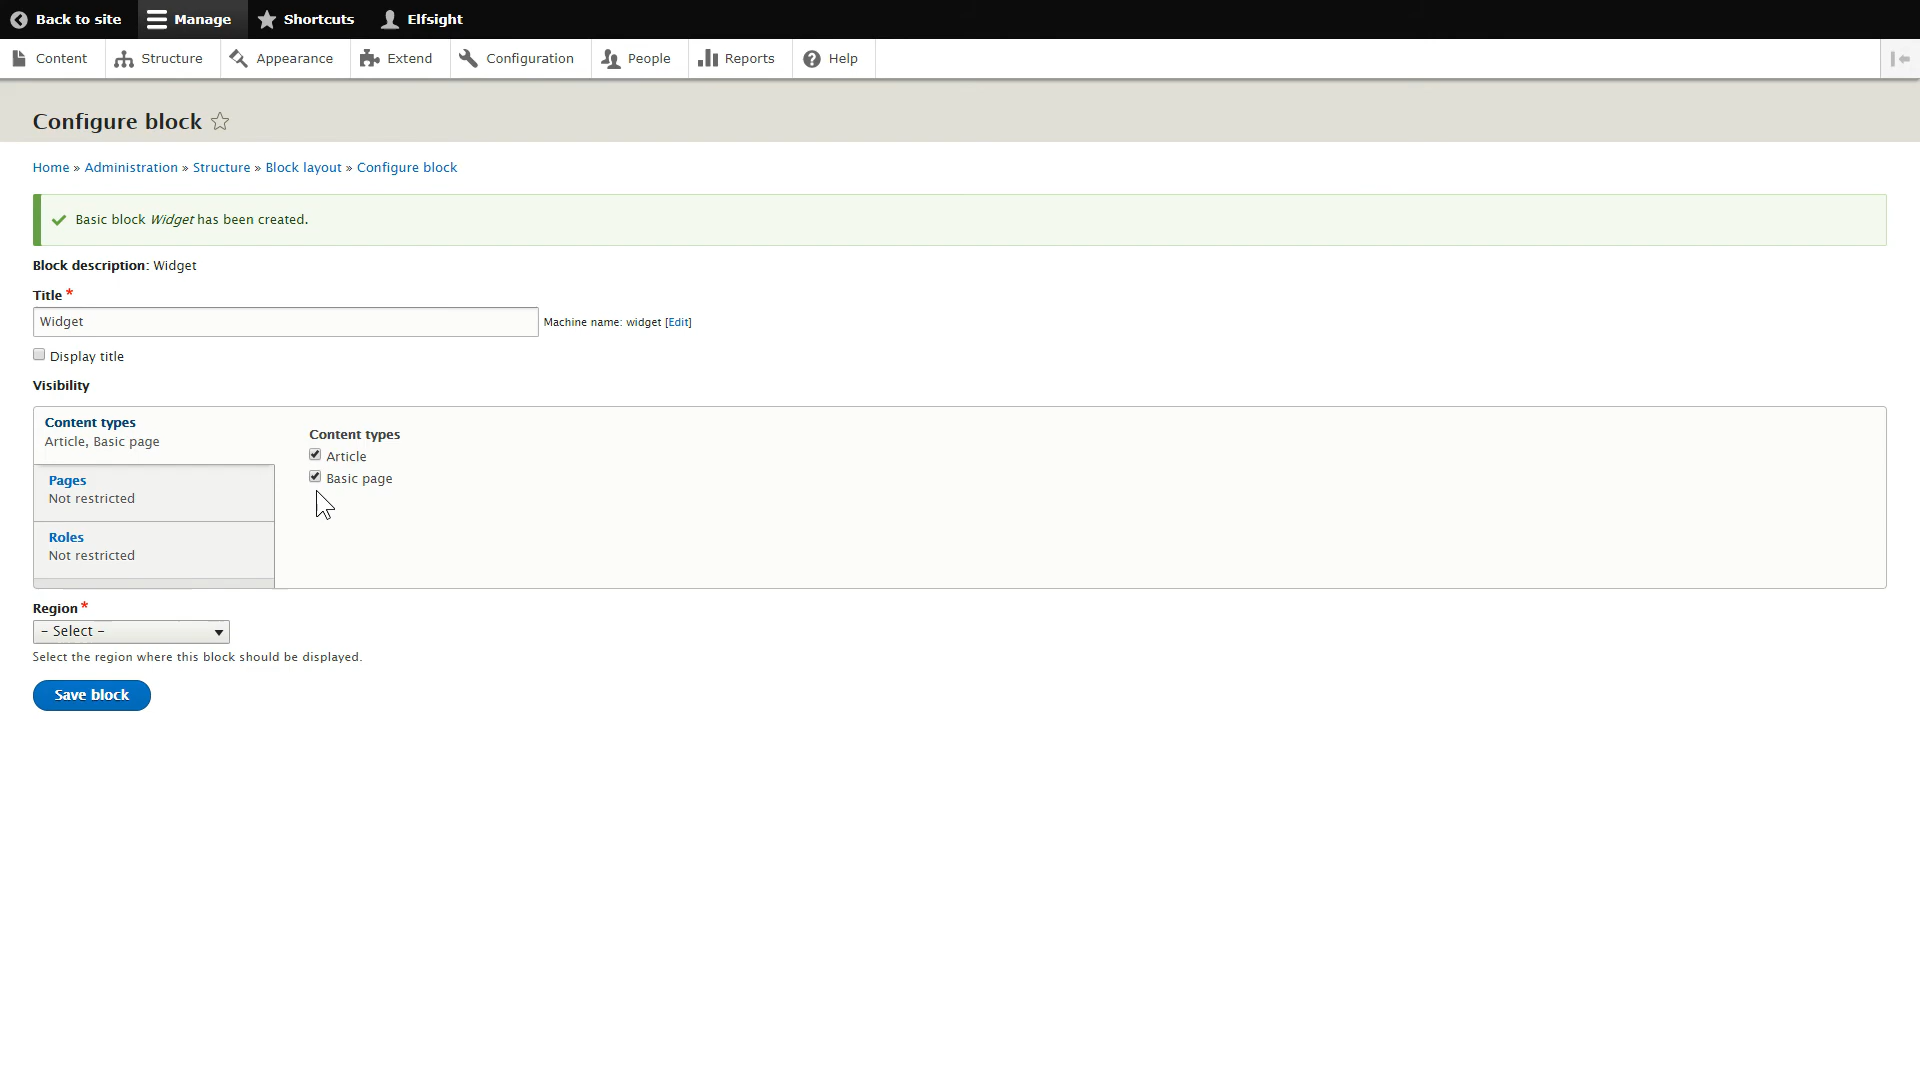 Back to site Manage Shortcuts Elfsight
Content Structure Appearance Extend Configuration People Reports Help
Configure block
Home » Administration » Structure » Block layout » Configure block
Basic block Widget has been created.
Block description: Widget
Title *
Widget
Machine name: widget [Edit]
Display title
Visibility
Content types
Article, Basic page
Pages
Not restricted
Roles
Not restricted
Content types
Article
Basic page
Region *
- Select -
Select the region where this block should be displayed.
Save block